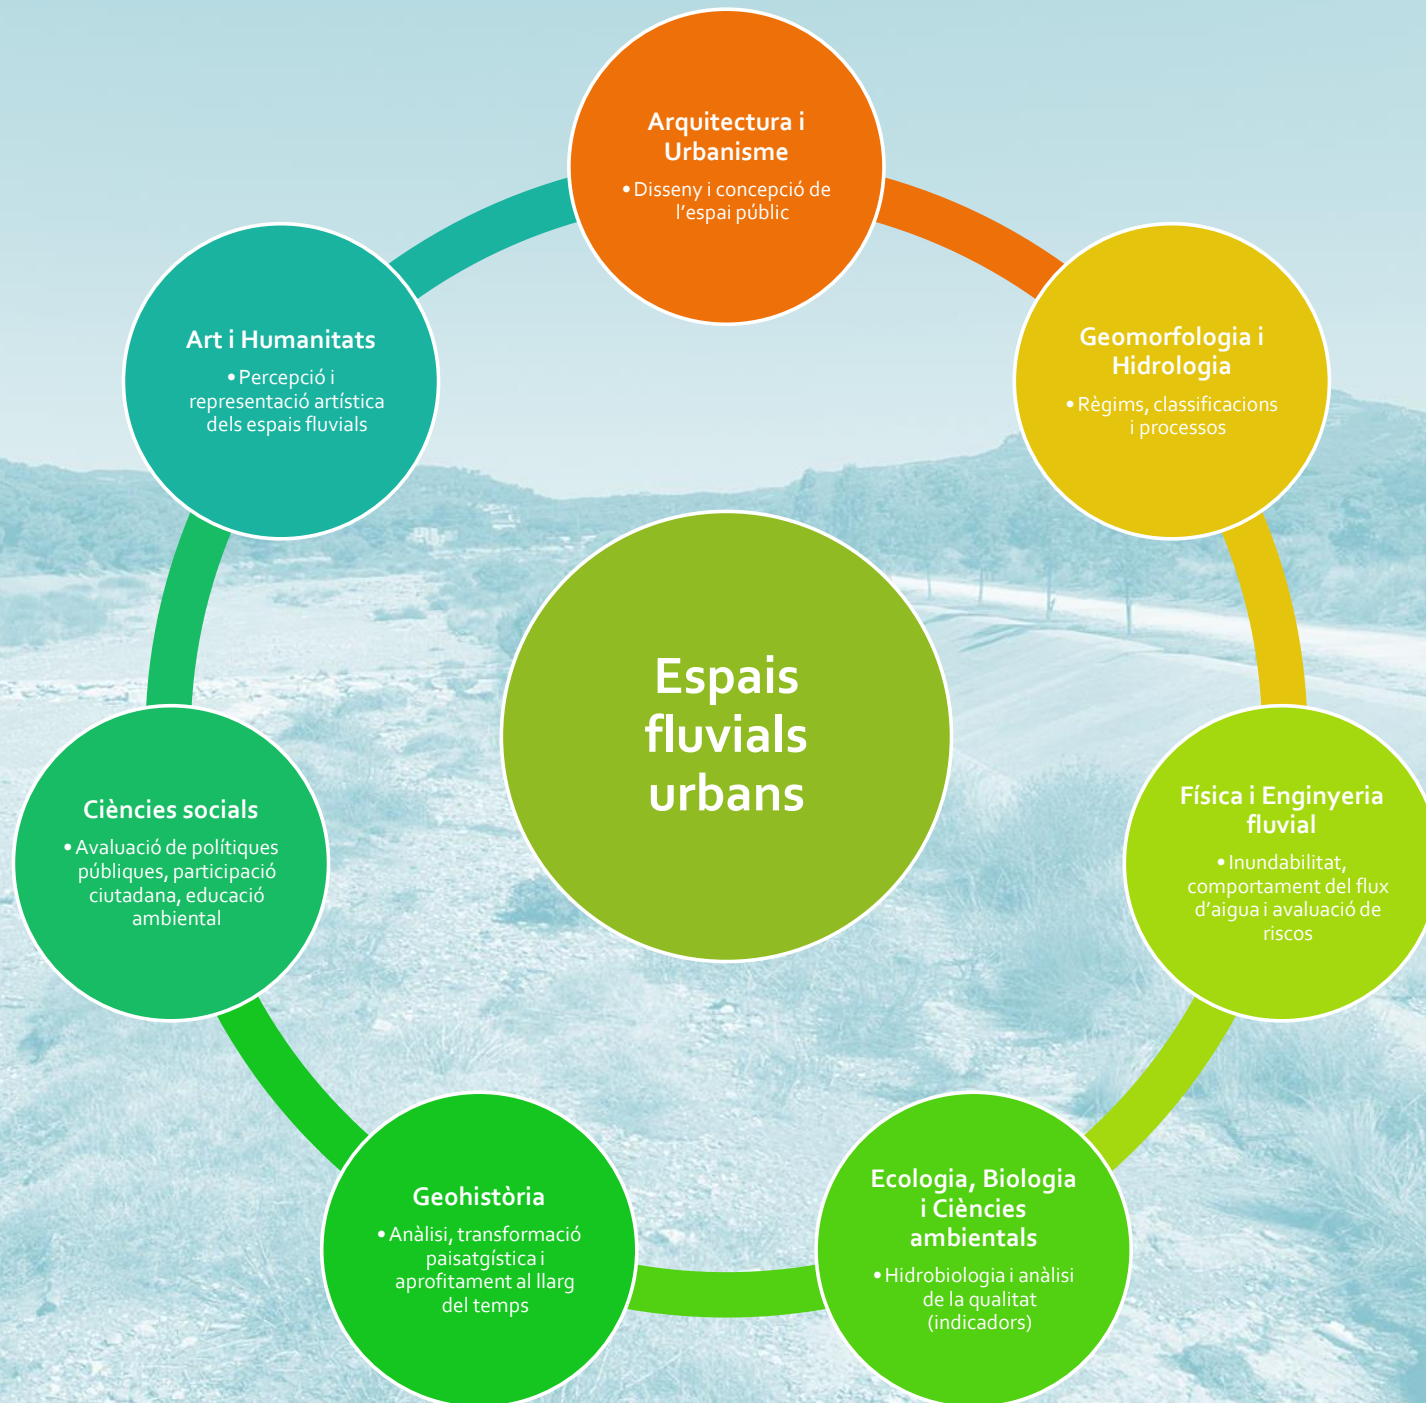 Arquitectura i
Urbanisme
• Disseny i concepció de
l'espai públic
Geomorfologia i
Hidrologia
• Règims, classificacions
i processos
Física i Enginyeria
fluvial
• Inundabilitat,
comportament del flux
d'aigua i avaluació de
riscos
Ecologia, Biologia
i Ciències
ambientals
• Hidrobiologia i anàlisi
de la qualitat
(indicadors)
Geohistòria
• Anàlisi, transformació
paisatgística i
aprofitament al llarg
del temps
Ciències socials
• Avaluació de polítiques
públiques, participació
ciutadana, educació
ambiental
Art i Humanitats
• Percepció i
representació artística
dels espais fluvials
Espais
fluvials
urbans